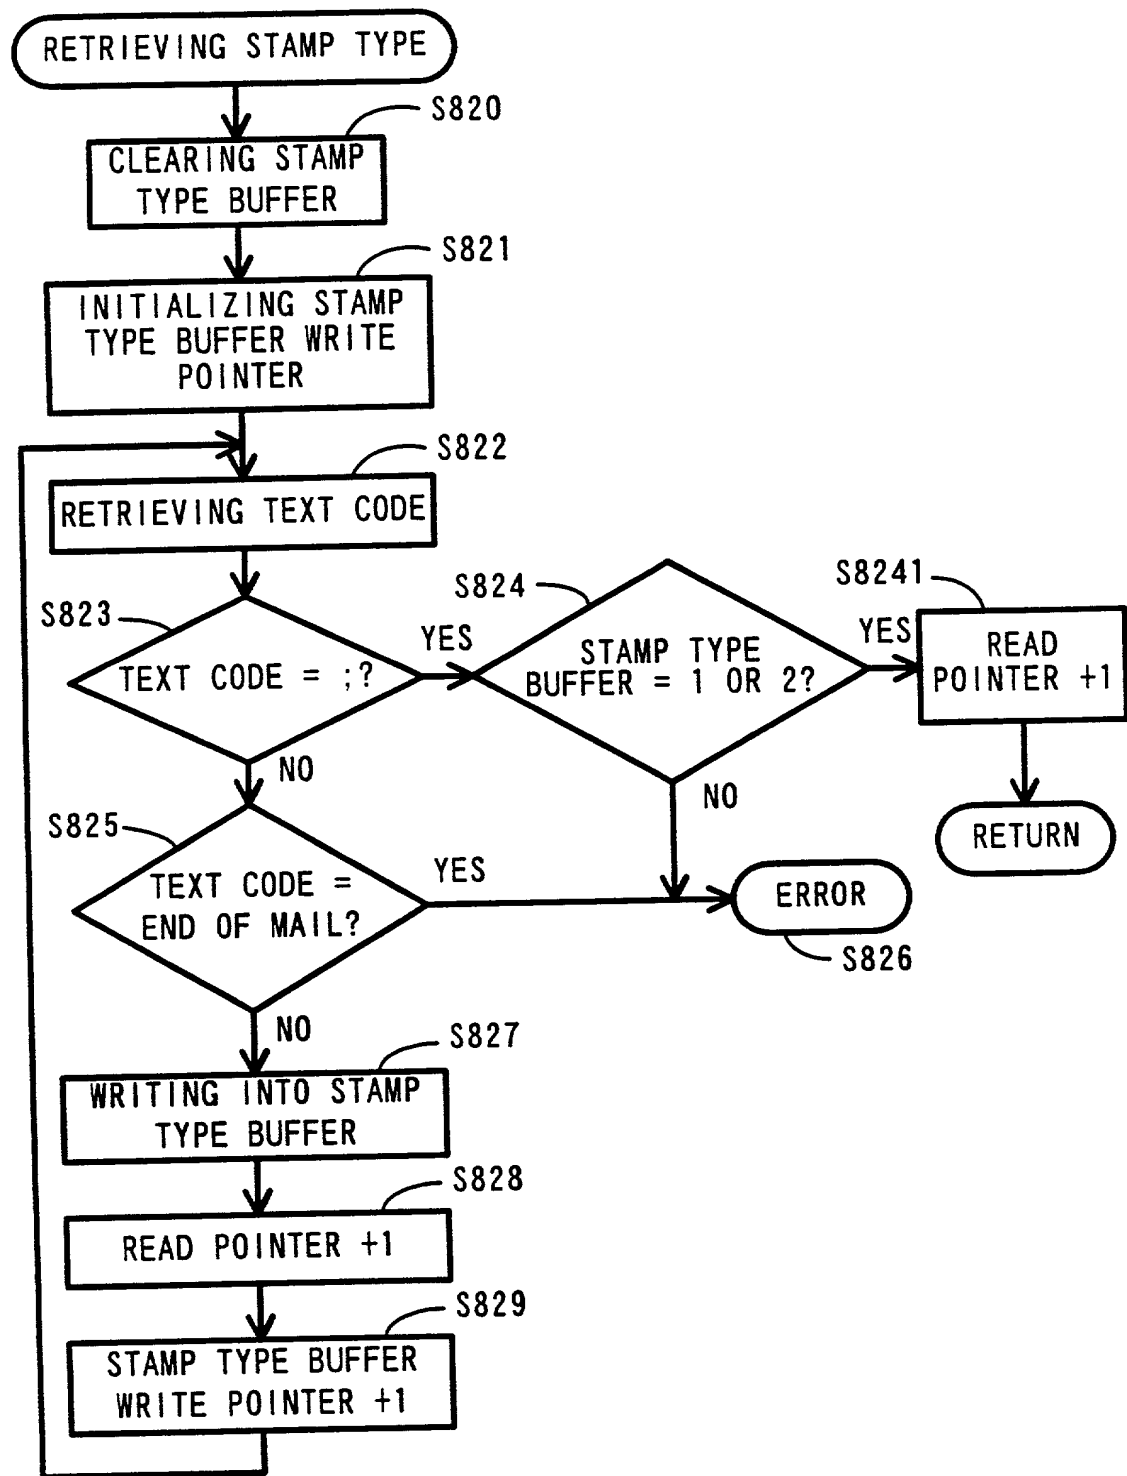 RETRIEVING STAMP TYPE
S820
CLEARING STAMP
TYPE BUFFER
S821
INITIALIZING STAMP
TYPE BUFFER WRITE
POINTER
S822
RETRIEVING TEXT CODE
S823
TEXT CODE = ;?
YES
S824
STAMP TYPE
BUFFER = 1 OR 2?
YES
S8241
READ
POINTER +1
RETURN
NO
NO
S825
TEXT CODE =
END OF MAIL?
YES
ERROR
S826
NO
S827
WRITING INTO STAMP
TYPE BUFFER
S828
READ POINTER +1
S829
STAMP TYPE BUFFER
WRITE POINTER +1